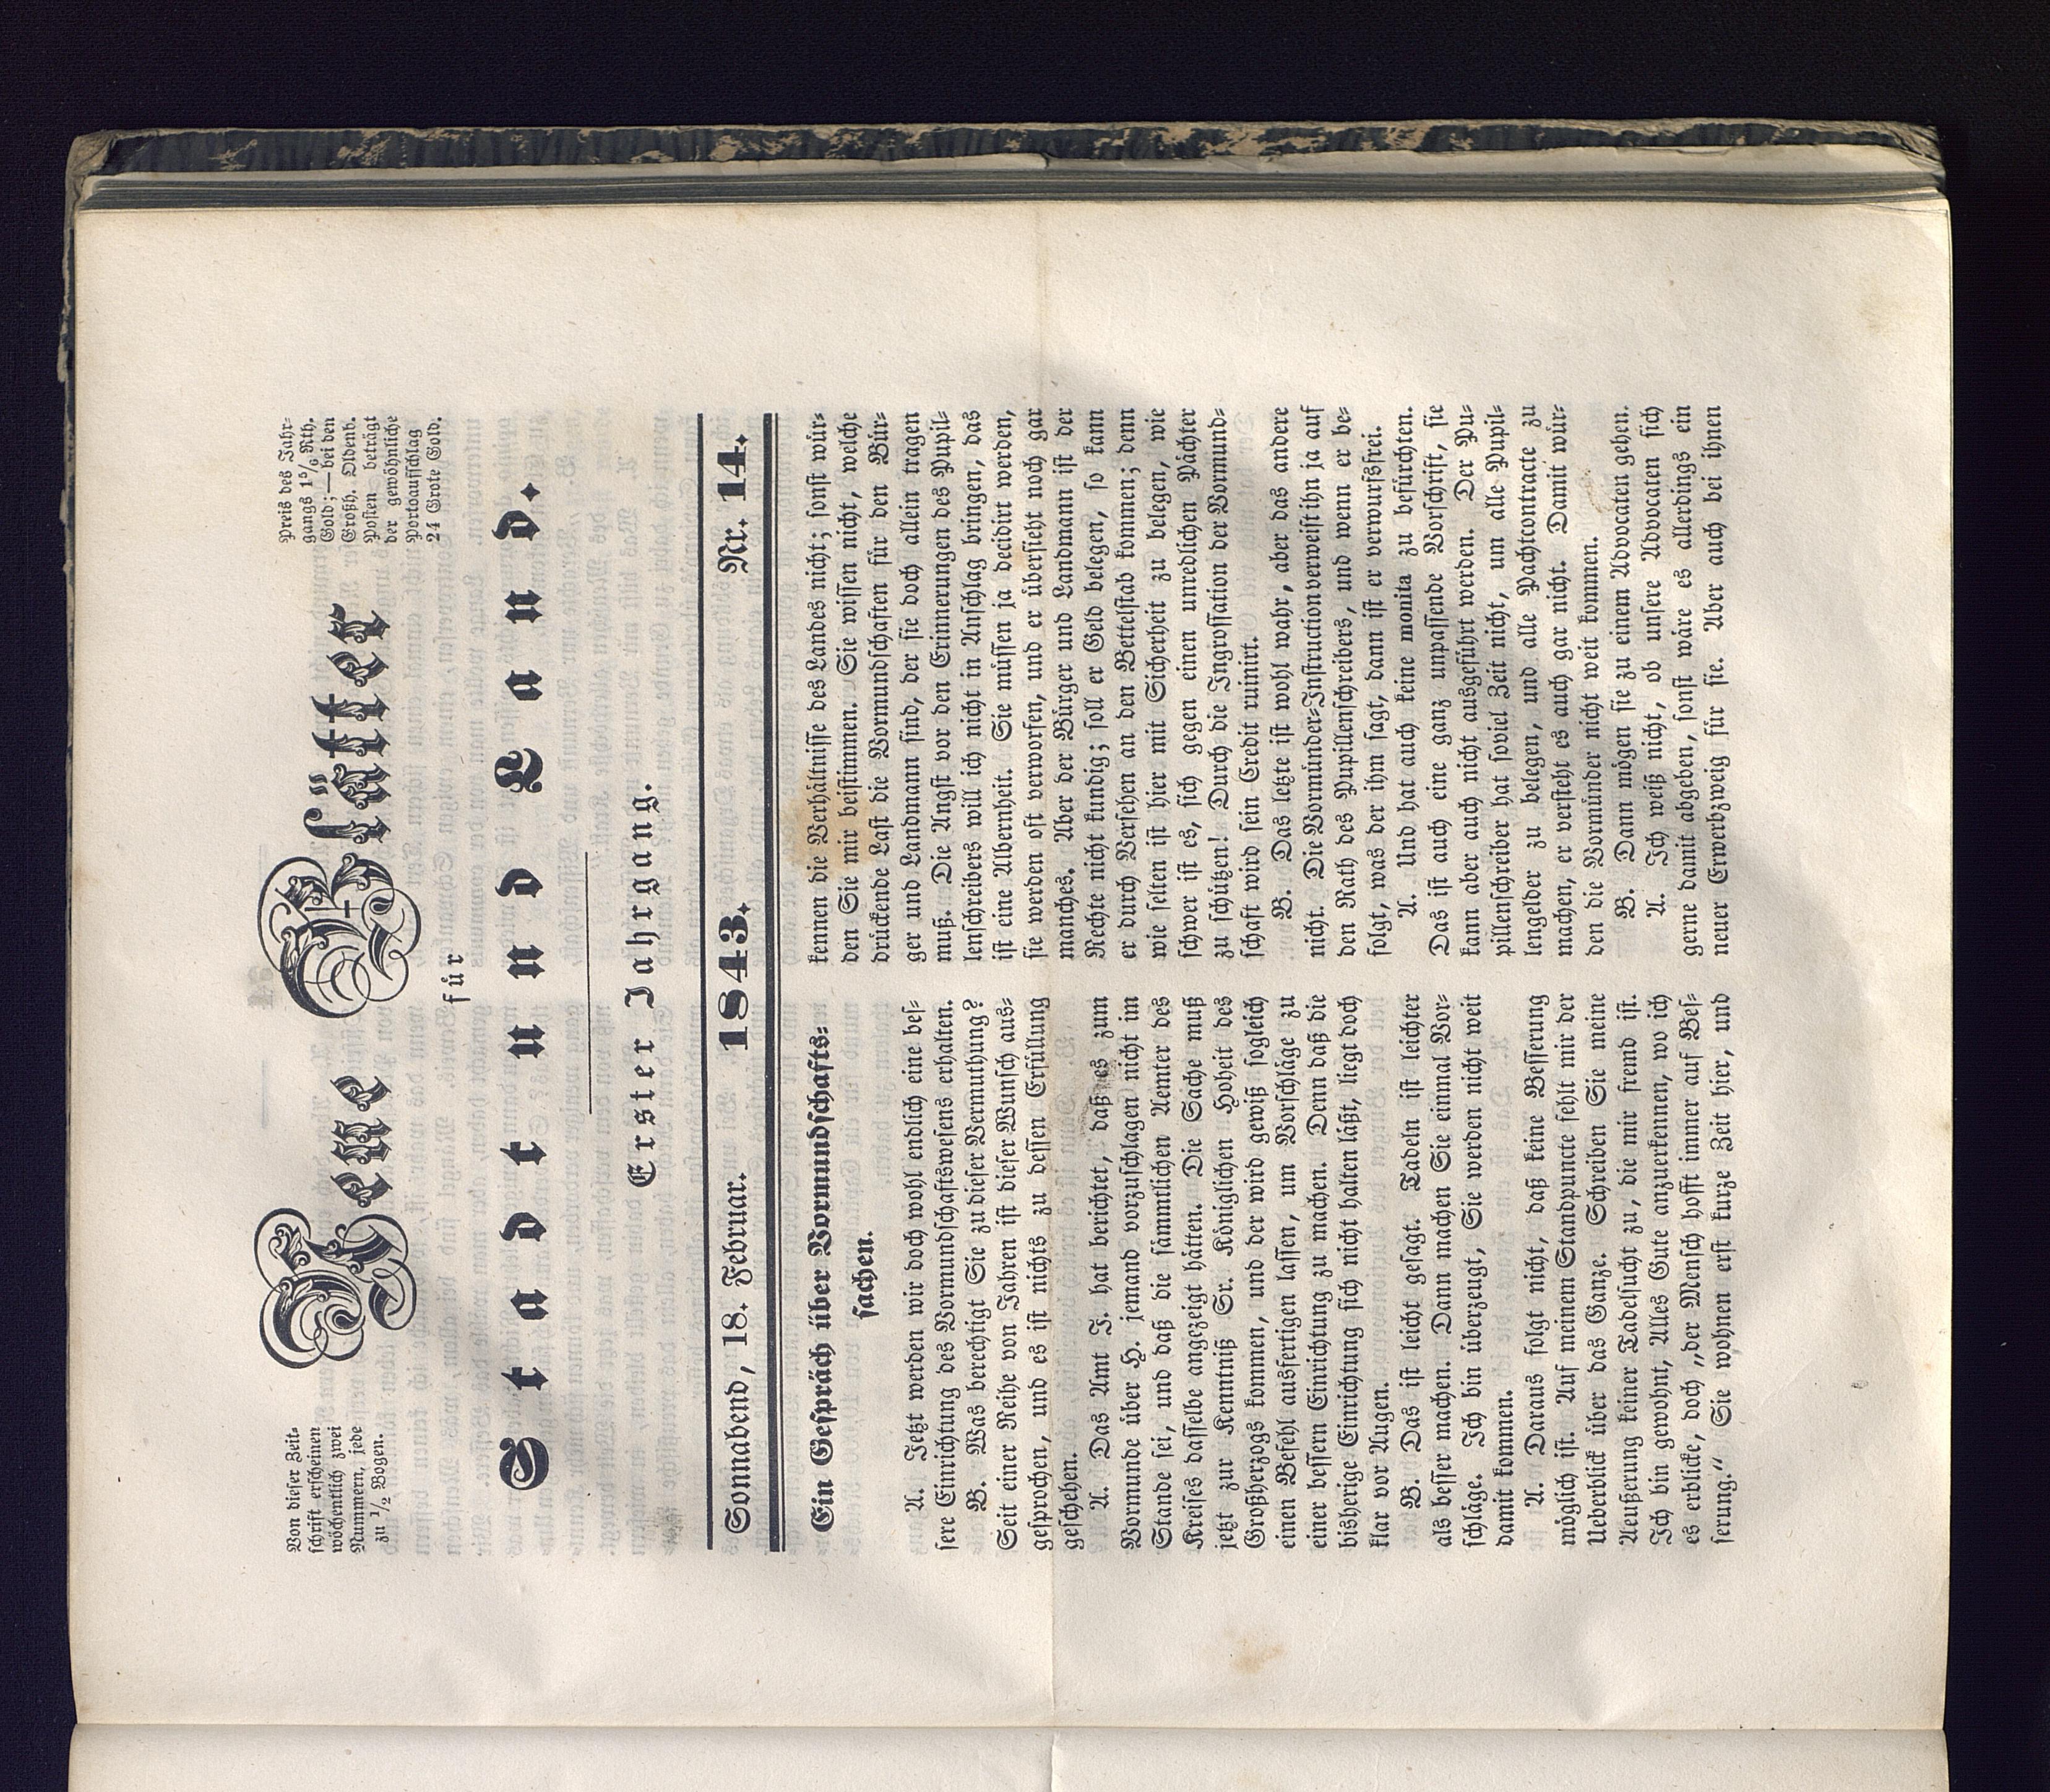 Von dieser Zeit-
schrift erscheinen
wöchentlich zwei
Nummern, jede
zu 1/2 Bogen.
Neue Blätter
für
Stadt und Land.
Preis des Jahr-
gangs 1 5/6 Rth.
Gold; — bei den
Großh. Oldenb.
Posten beträgt
der gewöhnliche
Portoaufschlag
24 Grote Gold.
Erster Jahrgang.
Sonnabend, 18. Februar. 1843. Nr. 14.
Ein Gespräch über Vormundschafts-
sachen.
A. Jetzt werden wir doch wohl endlich eine bes-
sere Einrichtung des Vormundschaftswesens erhalten.
B. Was berechtigt Sie zu dieser Vermuthung?
Seit einer Reihe von Jahren ist dieser Wunsch aus-
gesprochen, und es ist nichts zu dessen Erfüllung
geschehen.
A. Das Amt J. hat berichtet, daß es zum
Vormunde über H. jemand vorzuschlagen nicht im
Stande sei, und daß die sämmtlichen Aemter des
Kreises dasselbe angezeigt hätten. Die Sache muß
jetzt zur Kenntniß Sr. Königlichen Hoheit des
Großherzogs kommen, und der wird gewiß sogleich
einen Befehl ausfertigen lassen, um Vorschläge zu
einer bessern Einrichtung zu machen. Denn daß die
bisherige Einrichtung sich nicht halten läßt, liegt doch
klar vor Augen.
B. Das ist leicht gesagt. Tadeln ist leichter
als besser machen. Dann machen Sie einmal Vor-
schläge. Ich bin überzeugt, Sie werden nicht weit
damit kommen.
A. Daraus folgt nicht, daß keine Besserung
möglich ist. Auf meinem Standpuncte fehlt mir der
Ueberblick über das Ganze. Schreiben Sie meine
Aeußerung keiner Tadelsucht zu, die mir fremd ist.
Ich bin gewohnt, Alles Gute anzuerkennen, wo ich
es erblicke, doch „der Mensch hofft immer auf Bes-
serung.“ Sie wohnen erst kurze Zeit hier, und
kennen die Verhältnisse des Landes nicht; sonst wür-
den Sie mir beistimmen. Sie wissen nicht, welche
drückende Last die Vormundschaften für den Bür-
ger und Landmann sind, der sie doch allein tragen
muß. Die Angst vor den Erinnerungen des Pupil-
lenschreibers will ich nicht in Anschlag bringen, das
ist eine Albernheit. Sie müssen ja decidirt werden,
sie werden oft verworfen, und er übersieht noch gar
manches. Aber der Bürger und Landmann ist der
Rechte nicht kundig; soll er Geld belegen, so kann
er durch Versehen an den Bettelstab kommen; denn
wie selten ist hier mit Sicherheit zu belegen, wie
schwer ist es, sich gegen einen unredlichen Pächter
zu schützen! Durch die Ingrossation der Vormund-
schaft wird sein Credit ruinirt.
B. Das letzte ist wohl wahr, aber das andere
nicht. Die Vormünder-Instruction verweist ihn ja auf
den Rath des Pupillenschreibers, und wenn er be-
folgt, was der ihm sagt, dann ist er verwurfsfrei.
A. Und hat auch keine monita zu befürchten.
Das ist auch eine ganz unpassende Vorschrift, sie
kann aber auch nicht ausgeführt werden. Der Pu-
pillenschreiber hat soviel Zeit nicht, um alle Pupil-
lengelder zu belegen, und alle Pachtcontracte zu
machen, er versteht es auch gar nicht. Damit wür-
den die Vormünder nicht weit kommen.
B. Dann mögen sie zu einem Advocaten gehen.
A. Ich weiß nicht, ob unsere Advocaten sich
gerne damit abgeben, sonst wäre es allerdings ein
neuer Erwerbzweig für sie. Aber auch bei ihnen